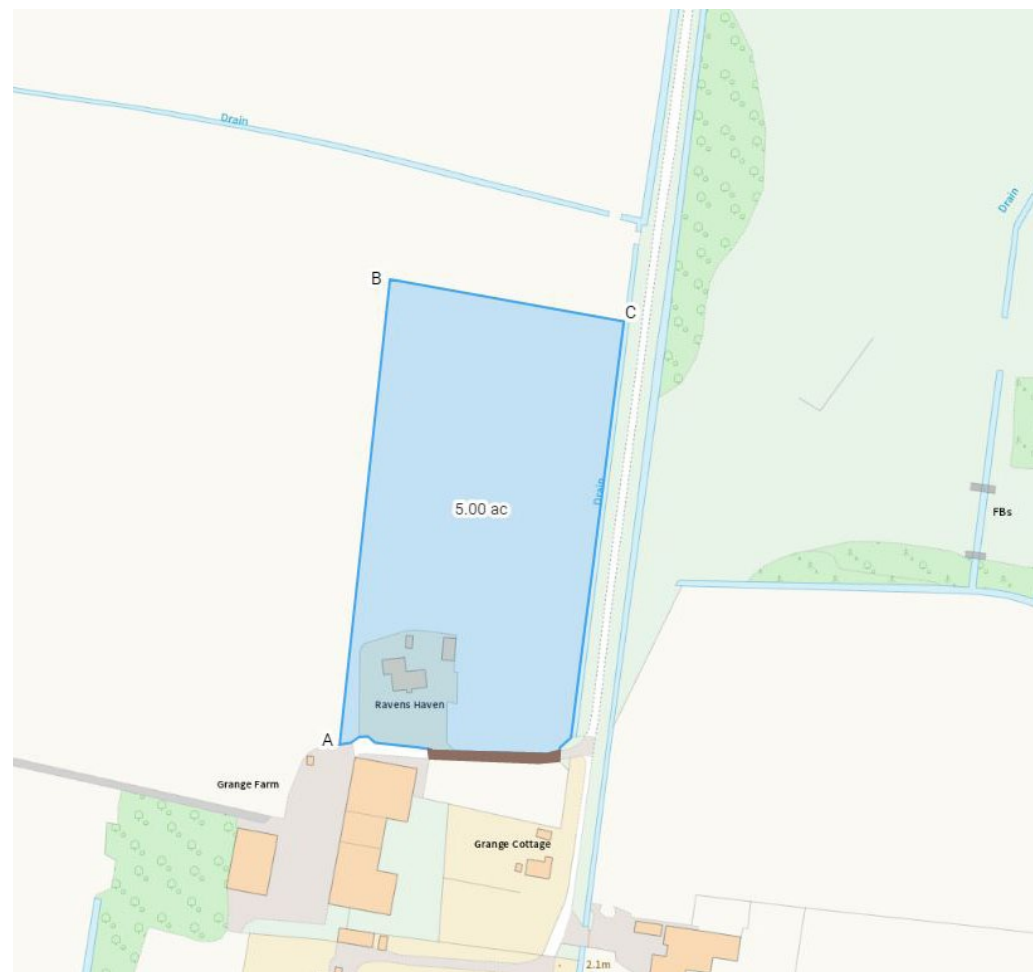 Drain
Drain
B
C
Drain
5.00 ac
FBs
Ravens Haven
A
Grange Farm
Grange Cottage
2.1m